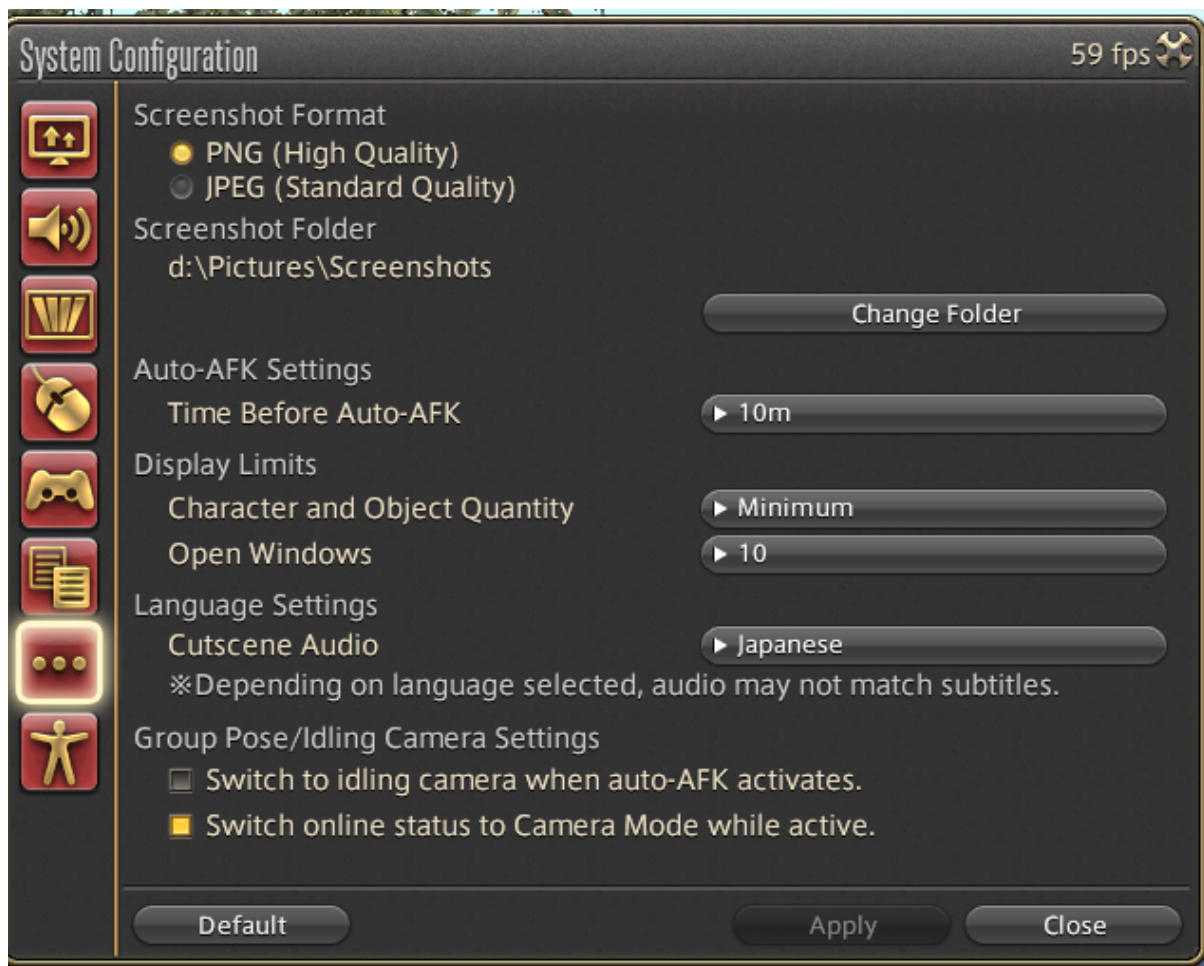 System Configuration 59 fps
Screenshot Format
PNG (High Quality)
JPEG (Standard Quality)
Screenshot Folder
d:\Pictures\Screenshots
Change Folder
Auto-AFK Settings
Time Before Auto-AFK 10m
Display Limits
Character and Object Quantity Minimum
Open Windows 10
Language Settings
Cutscene Audio Japanese
※Depending on language selected, audio may not match subtitles.
Group Pose/Idling Camera Settings
Switch to idling camera when auto-AFK activates.
Switch online status to Camera Mode while active.
Default Apply Close